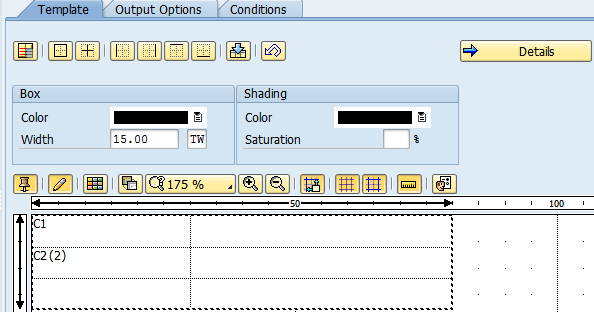 Template Output Options Conditions
Details
Box Shading
Color Color
Width 15.00 TW Saturation %
175 %
50 100
C1
C2(2)